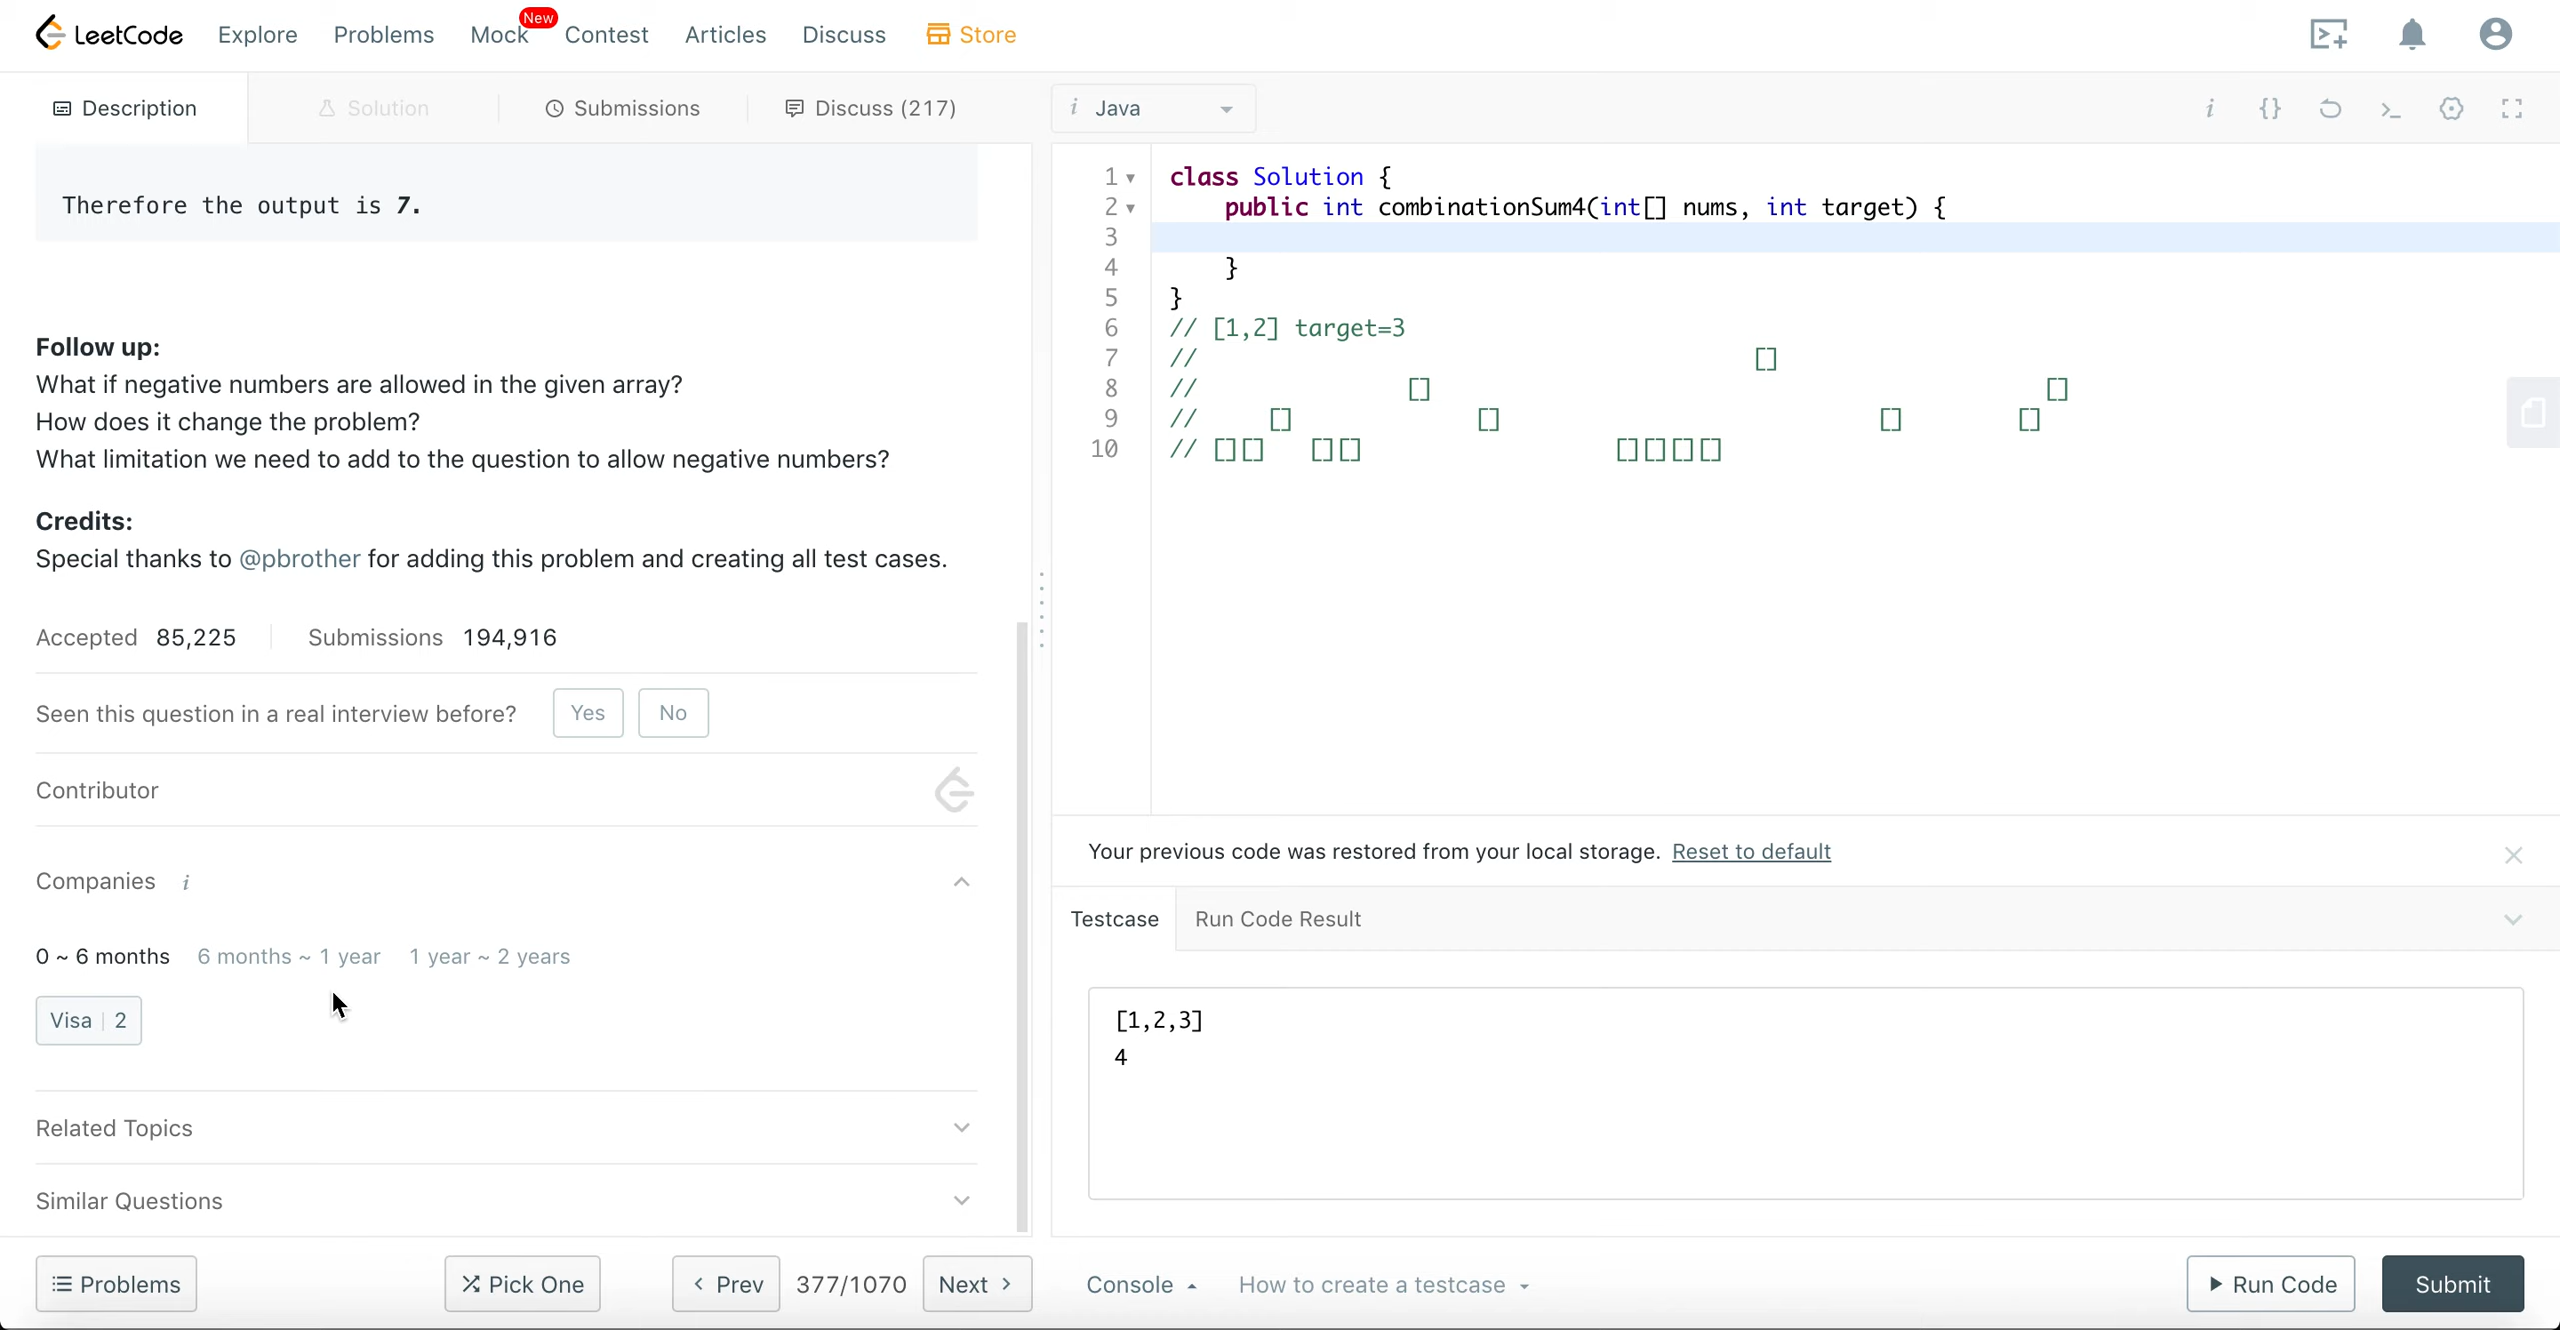 LeetCode Explore Problems Mock New Contest Articles Discuss Store
Description Solution Submissions Discuss (217)
Therefore the output is 7.
Follow up:
What if negative numbers are allowed in the given array?
How does it change the problem?
What limitation we need to add to the question to allow negative numbers?
Credits:
Special thanks to @pbrother for adding this problem and creating all test cases.
Accepted 85,225 Submissions 194,916
Seen this question in a real interview before? Yes No
Contributor
Companies i
0 ~ 6 months 6 months ~ 1 year 1 year ~ 2 years
Visa 2
Related Topics
Similar Questions
Problems Pick One Prev 377/1070 Next
i Java i {}
1 class Solution {
2 public int combinationSum4(int[] nums, int target) {
3
4 }
5 }
6 // [1,2] target=3
7 // []
8 // [] []
9 // [] [] [] []
10 // [][] [][] [][][][]
Your previous code was restored from your local storage. Reset to default
Testcase Run Code Result
[1,2,3]
4
Console How to create a testcase Run Code Submit